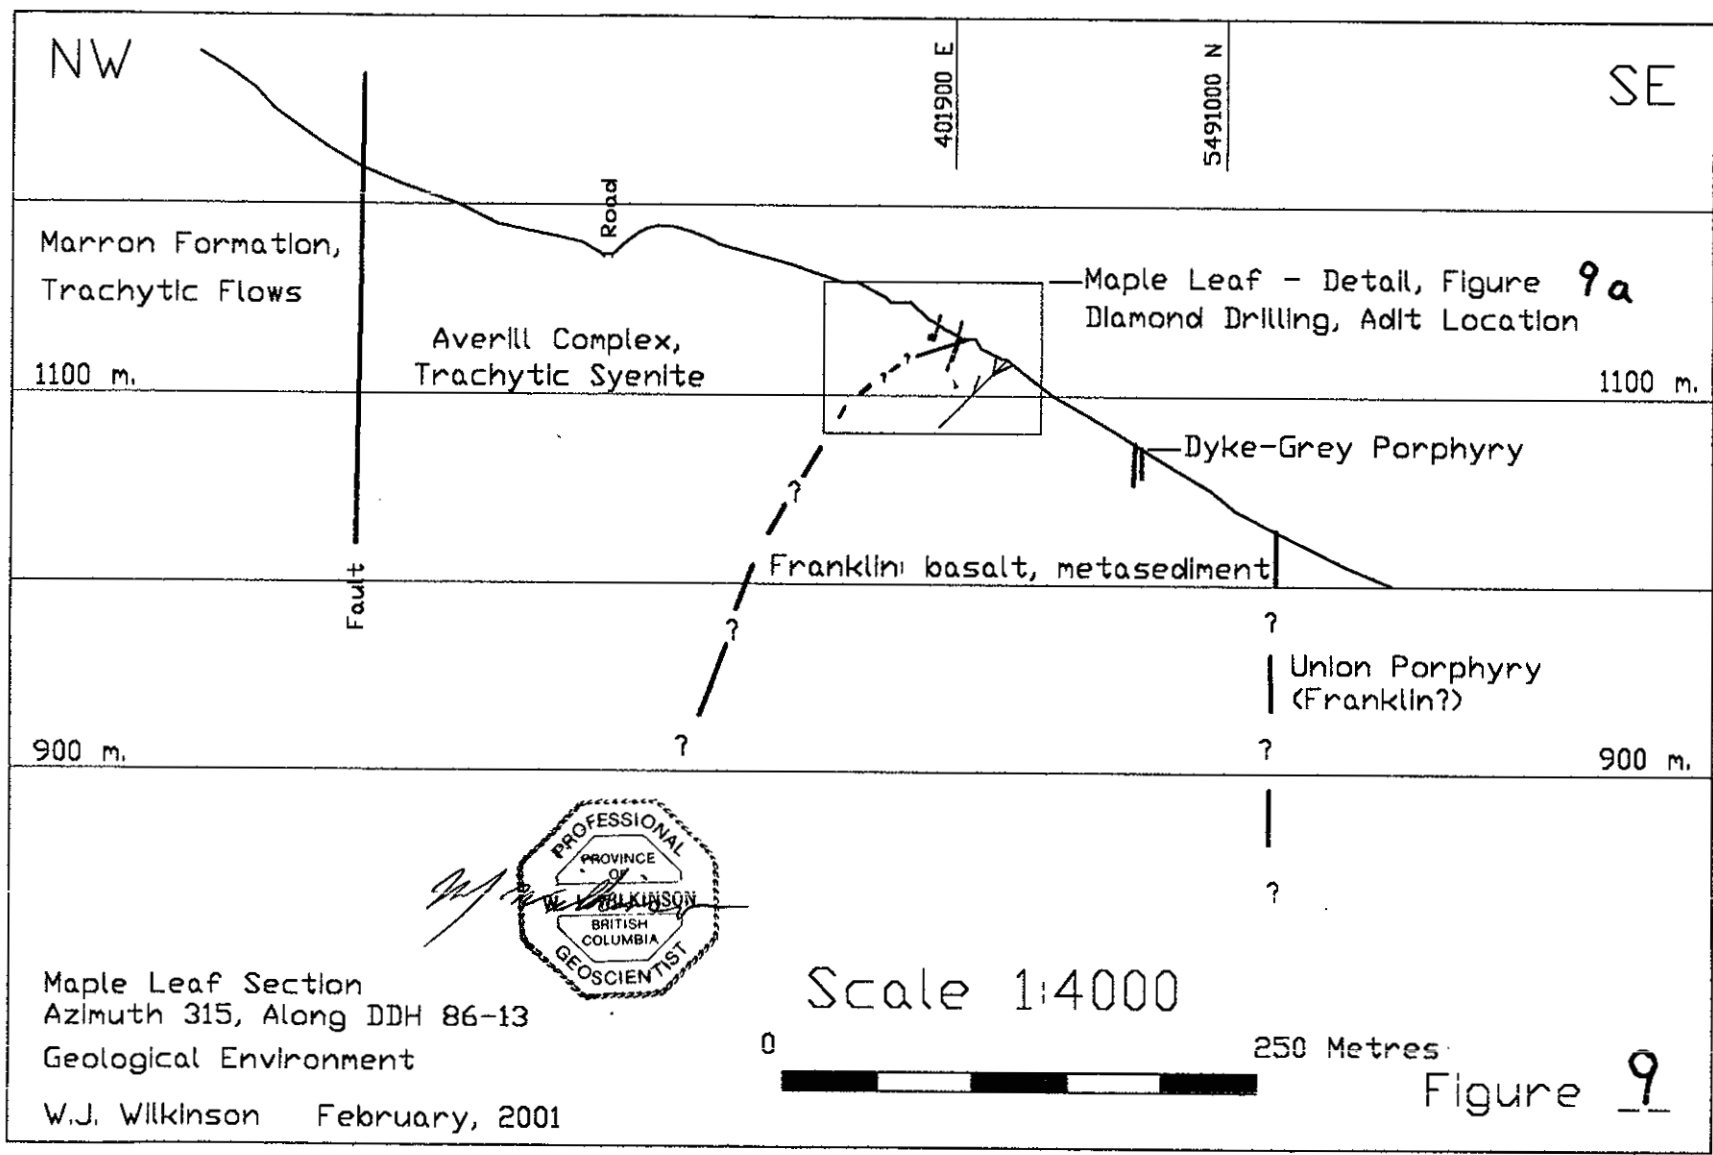 NW
401900 E
5491000 N
SE
Road
Marron Formation,
Trachytic Flows
Maple Leaf - Detail, Figure 9a
Diamond Drilling, Adit Location
Averill Complex,
Trachytic Syenite
1100 m.
1100 m.
?
?
Dyke-Grey Porphyry
?
Franklin: basalt, metasediment
Fault
?
?
Union Porphyry
(Franklin?)
?
?
900 m.
900 m.
?
PROFESSIONAL
PROVINCE
OF
WILKINSON
BRITISH
COLUMBIA
GEOSCIENTIST
Maple Leaf Section
Azimuth 315, Along DDH 86-13
Geological Environment
W.J. Wilkinson February, 2001
Scale 1:4000
0
250 Metres
Figure 9